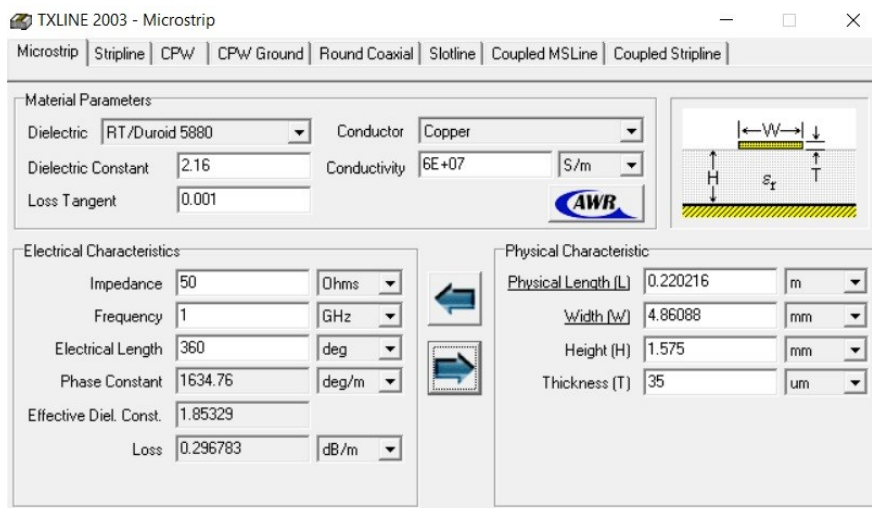 TXLINE 2003 - Microstrip
Microstrip Stripline CPW CPW Ground Round Coaxial Slotline Coupled MSLine Coupled Stripline
Material Parameters
Dielectric RT/Duroid 5880 Conductor Copper
Dielectric Constant 2.16 Conductivity 6E+07 S/m
Loss Tangent 0.001
AWR
W
H εr T
Electrical Characteristics
Impedance 50 Ohms
Frequency 1 GHz
Electrical Length 360 deg
Phase Constant 1634.76 deg/m
Effective Diel. Const. 1.85329
Loss 0.296783 dB/m
Physical Characteristic
Physical Length (L) 0.220216 m
Width (W) 4.86088 mm
Height (H) 1.575 mm
Thickness (T) 35 um